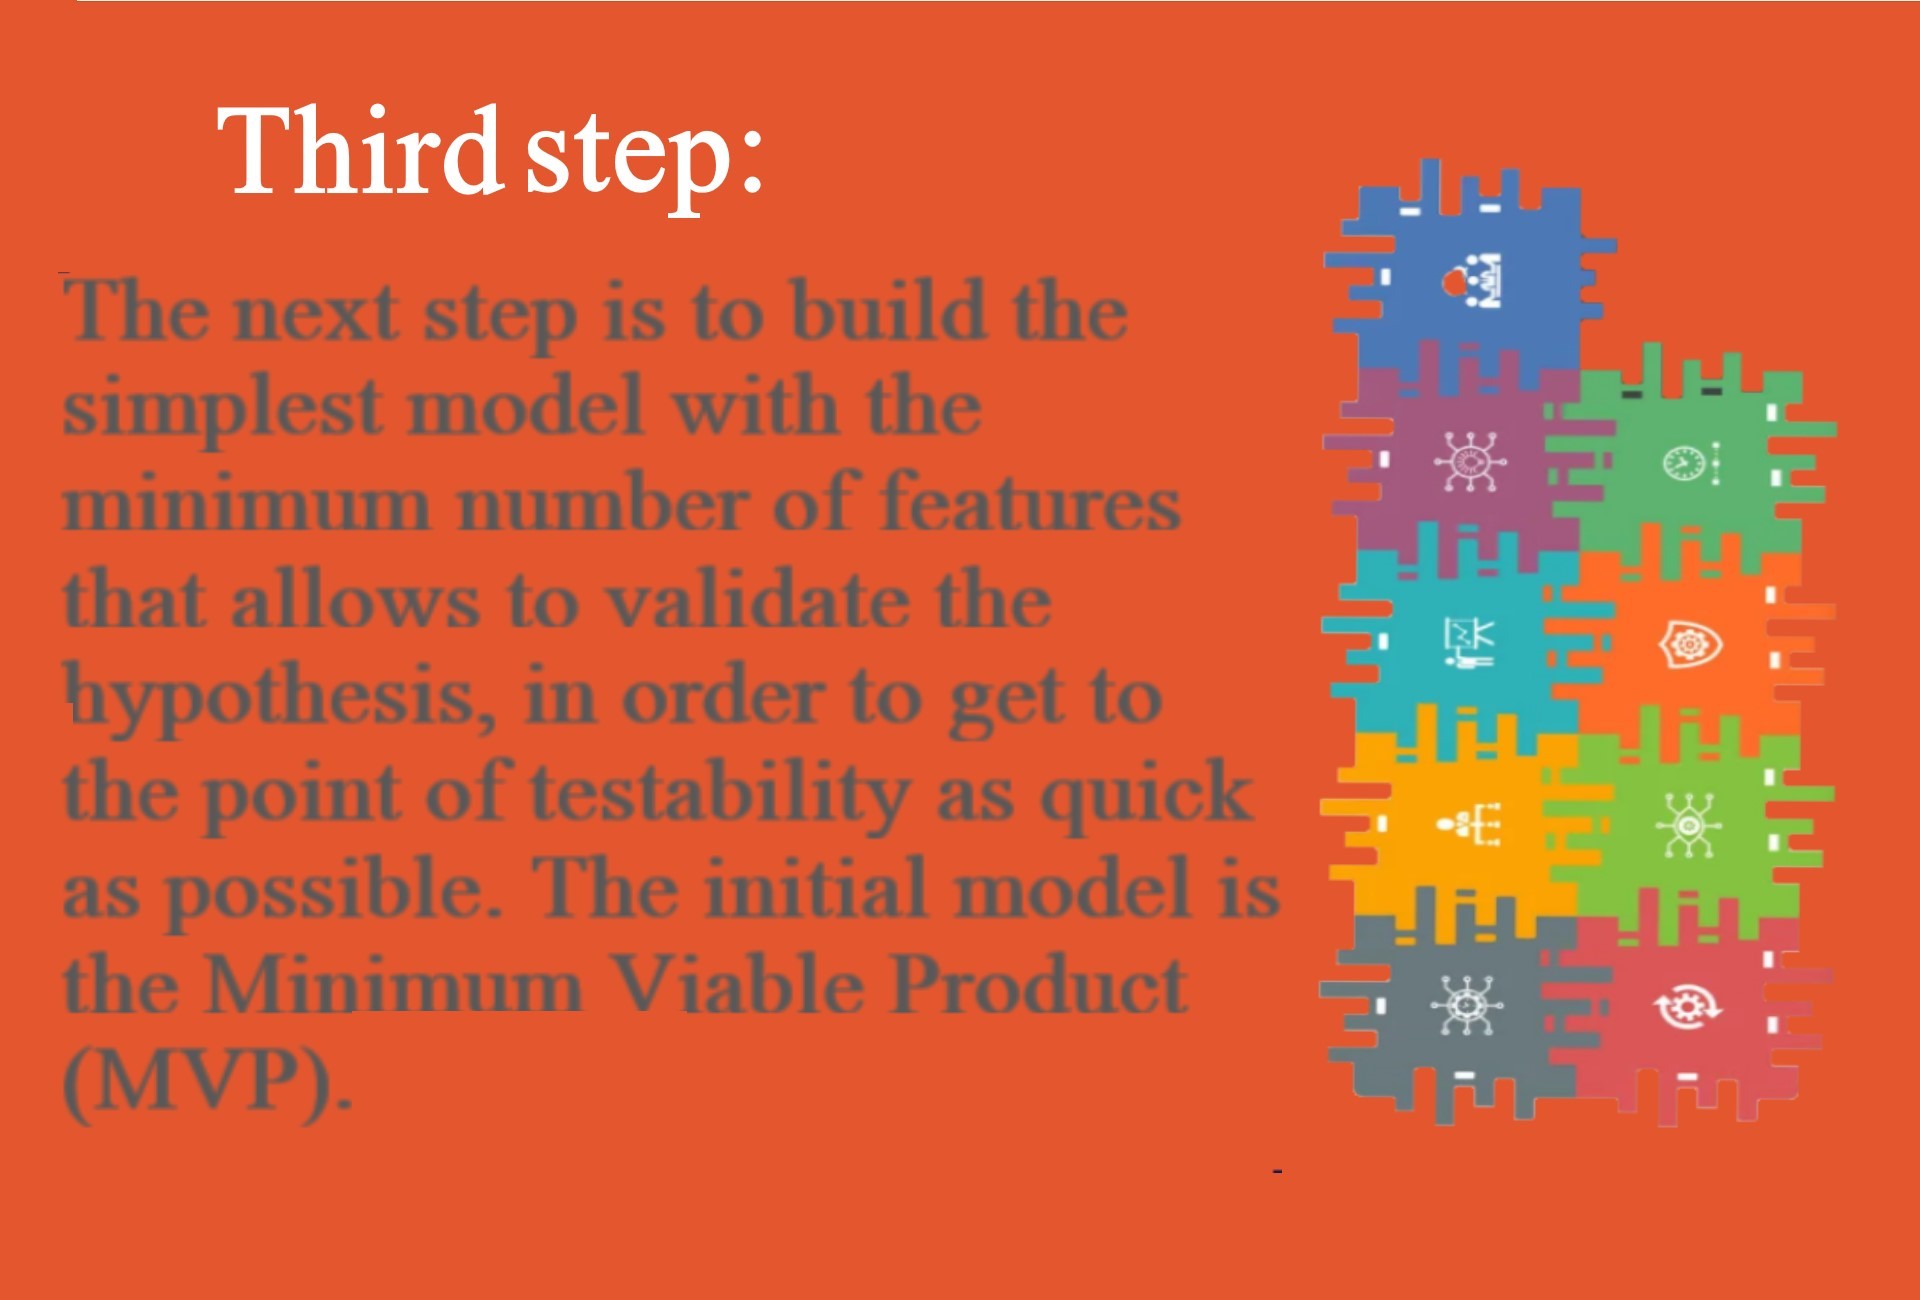 Third step:
The next step is to build the
simplest model with the
minimum number of features
that allows to validate the
hypothesis, in order to get to
the point of testability as quick
as possible. The initial model is
the Minimum Viable Product
(MVP).